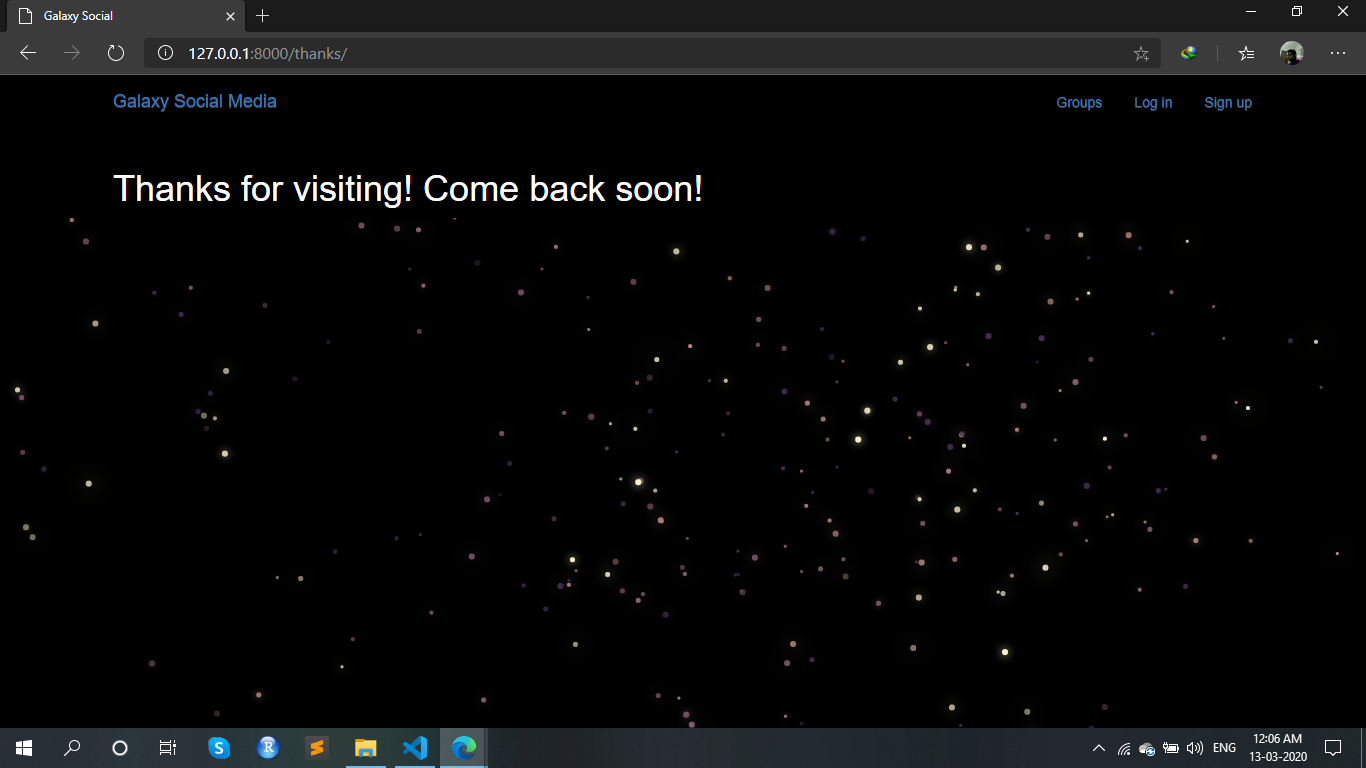 Galaxy Social
127.0.0.1:8000/thanks/
Galaxy Social Media
Groups Log in Sign up
Thanks for visiting! Come back soon!
ENG
12:06 AM
13-03-2020